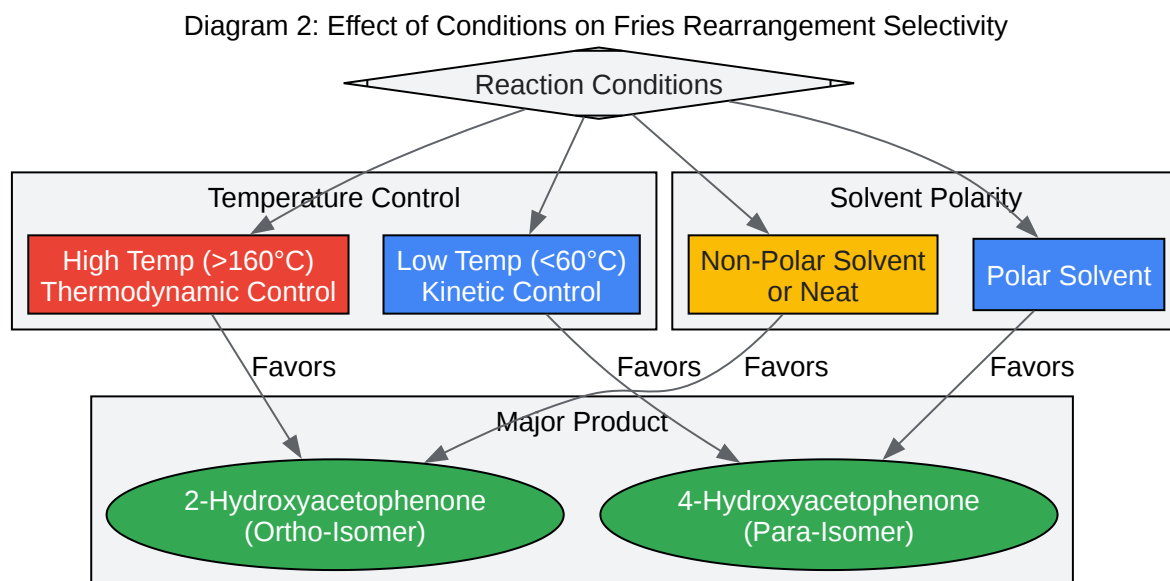 Diagram 2: Effect of Conditions on Fries Rearrangement Selectivity
Reaction Conditions
Temperature Control
Solvent Polarity
High Temp (>160°C)
Thermodynamic Control
Low Temp (<60°C)
Kinetic Control
Non-Polar Solvent
or Neat
Polar Solvent
Favors
Favors
Favors
Favors
Major Product
2-Hydroxyacetophenone
(Ortho-Isomer)
4-Hydroxyacetophenone
(Para-Isomer)